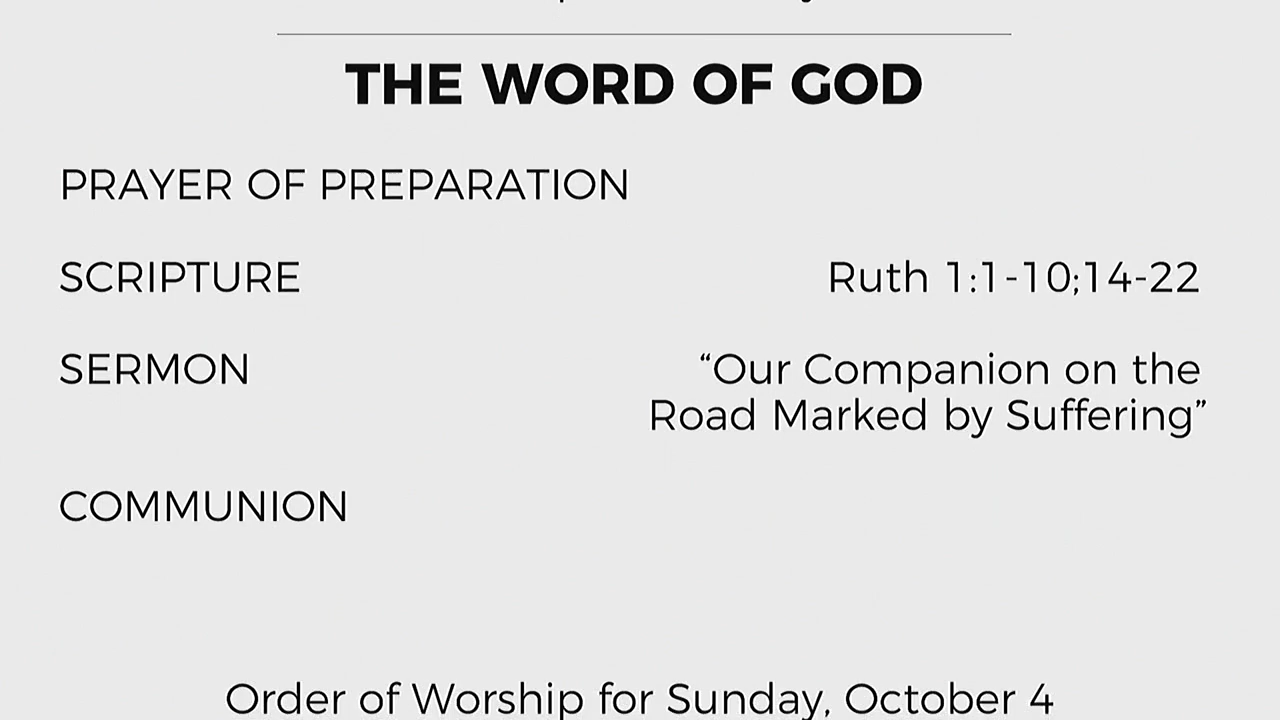 THE WORD OF GOD
PRAYER OF PREPARATION
SCRIPTURE Ruth 1:1-10;14-22
SERMON “Our Companion on the
Road Marked by Suffering”
COMMUNION
Order of Worship for Sunday, October 4